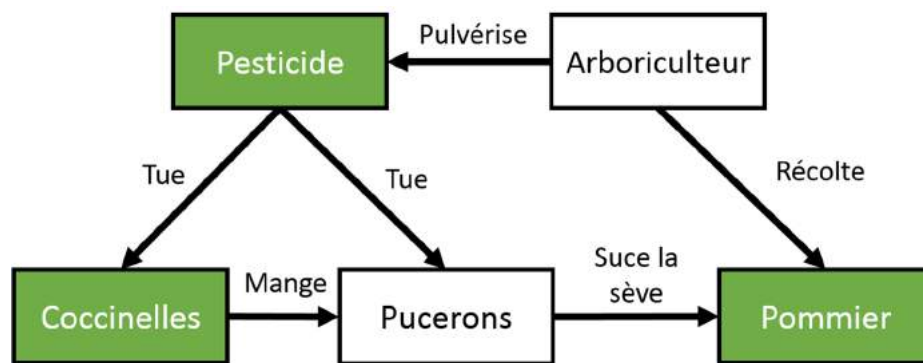 Pulvérise
Pesticide
Arboriculteur
Tue
Tue
Récolte
Mange
Suce la
sève
Coccinelles
Pucerons
Pommier